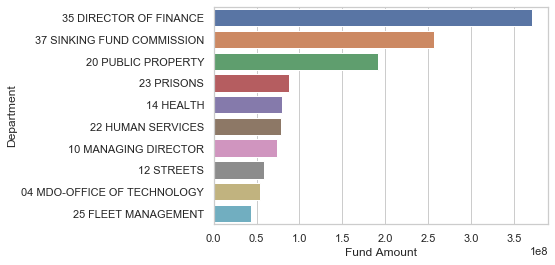 35 DIRECTOR OF FINANCE
37 SINKING FUND COMMISSION
20 PUBLIC PROPERTY
23 PRISONS
14 HEALTH
22 HUMAN SERVICES
10 MANAGING DIRECTOR
12 STREETS
04 MDO-OFFICE OF TECHNOLOGY
25 FLEET MANAGEMENT
Department
0.0 0.5 1.0 1.5 2.0 2.5 3.0 3.5
1e8
Fund Amount